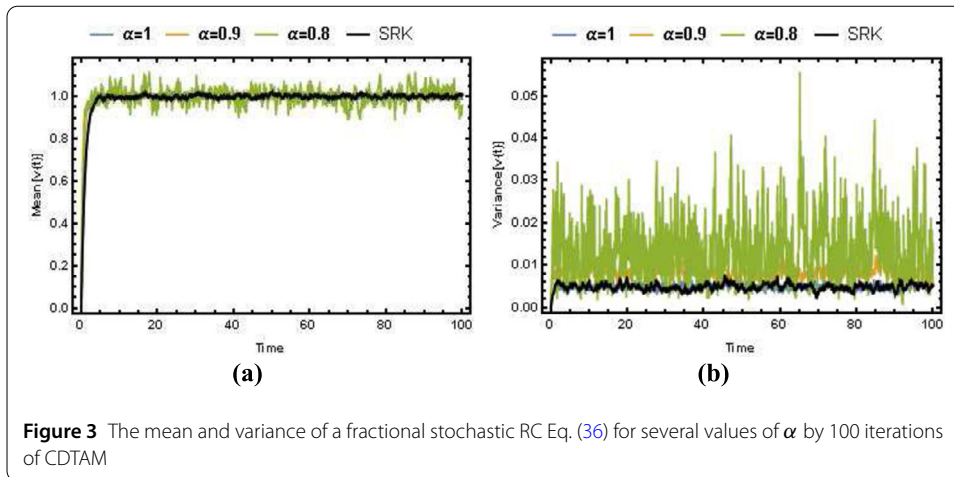 α=1 α=0.9 α=0.8 SRK
Mean[v(t)]
1.0
0.8
0.6
0.4
0.2
0.0
0 20 40 60 80 100
Time
(a)
α=1 α=0.9 α=0.8 SRK
Variance[v(t)]
0.05
0.04
0.03
0.02
0.01
0.00
0 20 40 60 80 100
Time
(b)
Figure 3 The mean and variance of a fractional stochastic RC Eq. (36) for several values of α by 100 iterations
of CDTAM